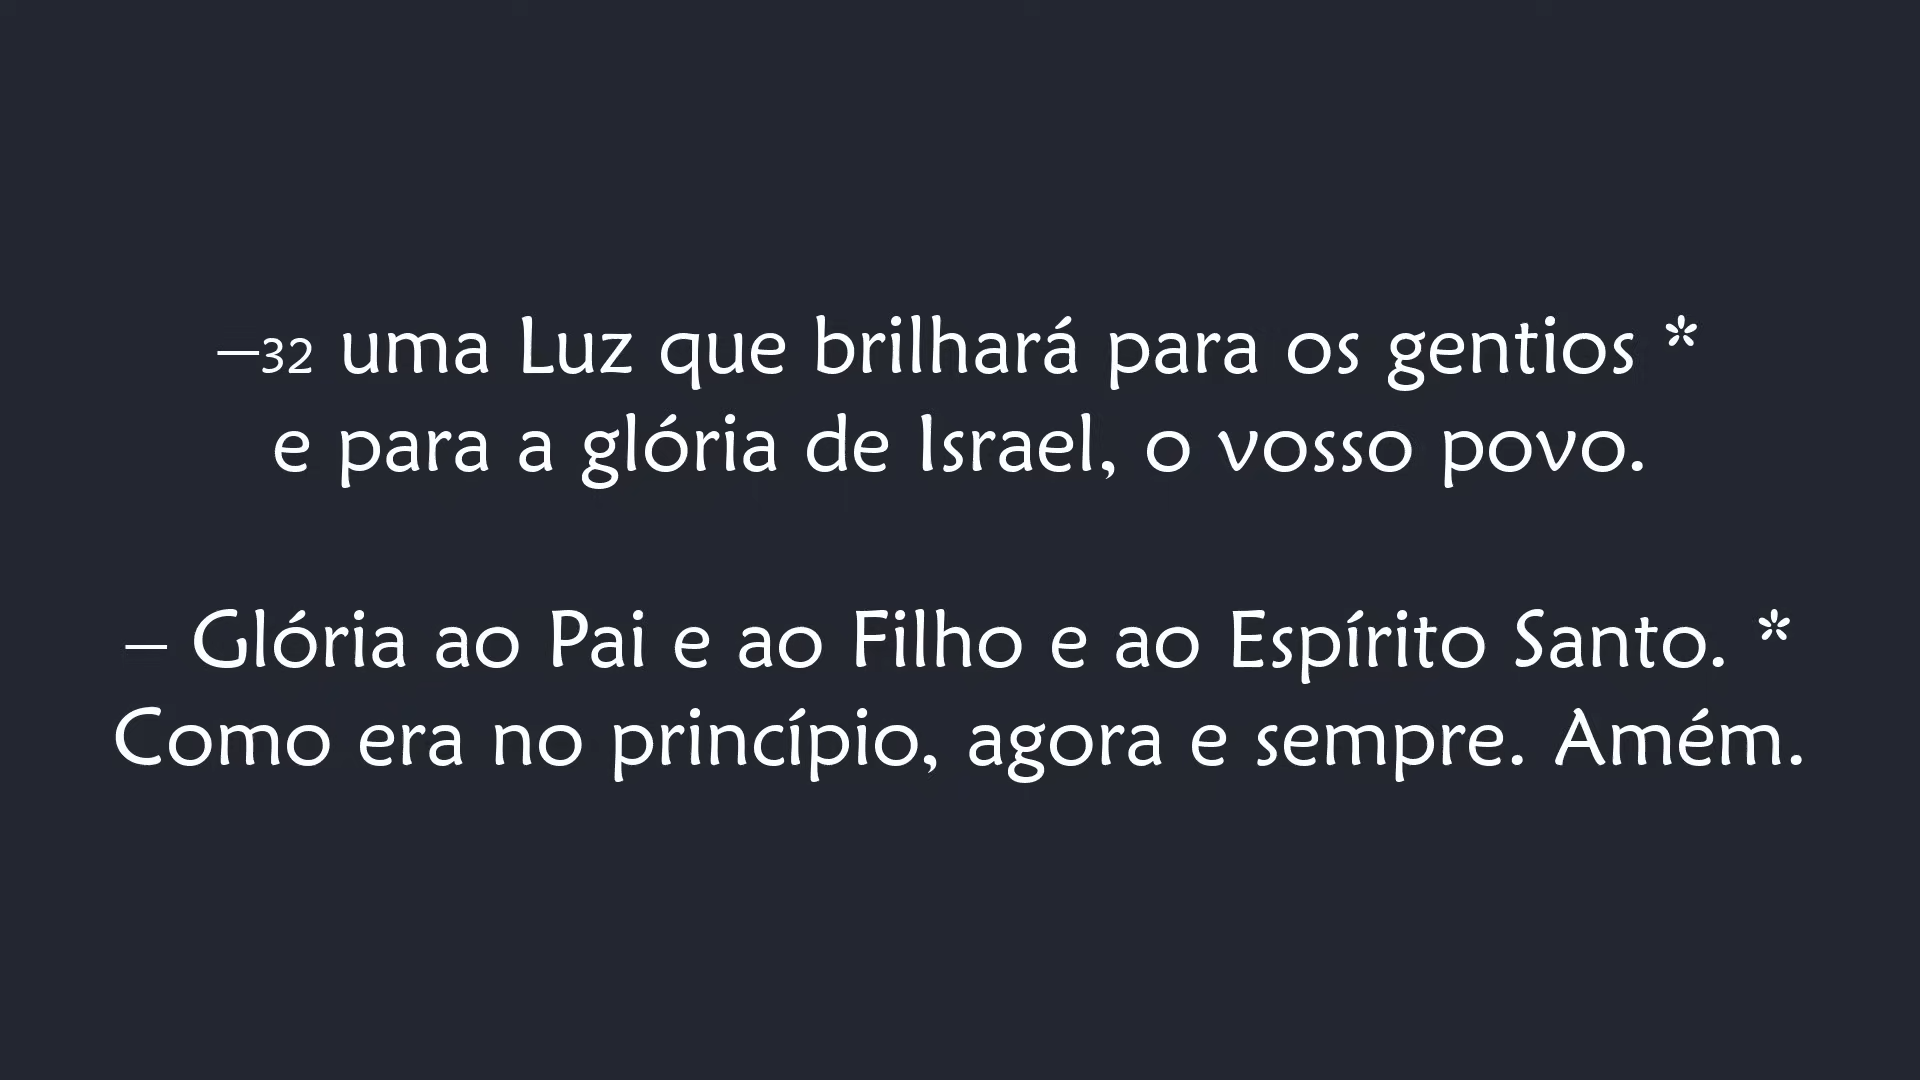 –32 uma Luz que brilhará para os gentios *
e para a glória de Israel, o vosso povo.
– Glória ao Pai e ao Filho e ao Espírito Santo. *
Como era no princípio, agora e sempre. Amém.